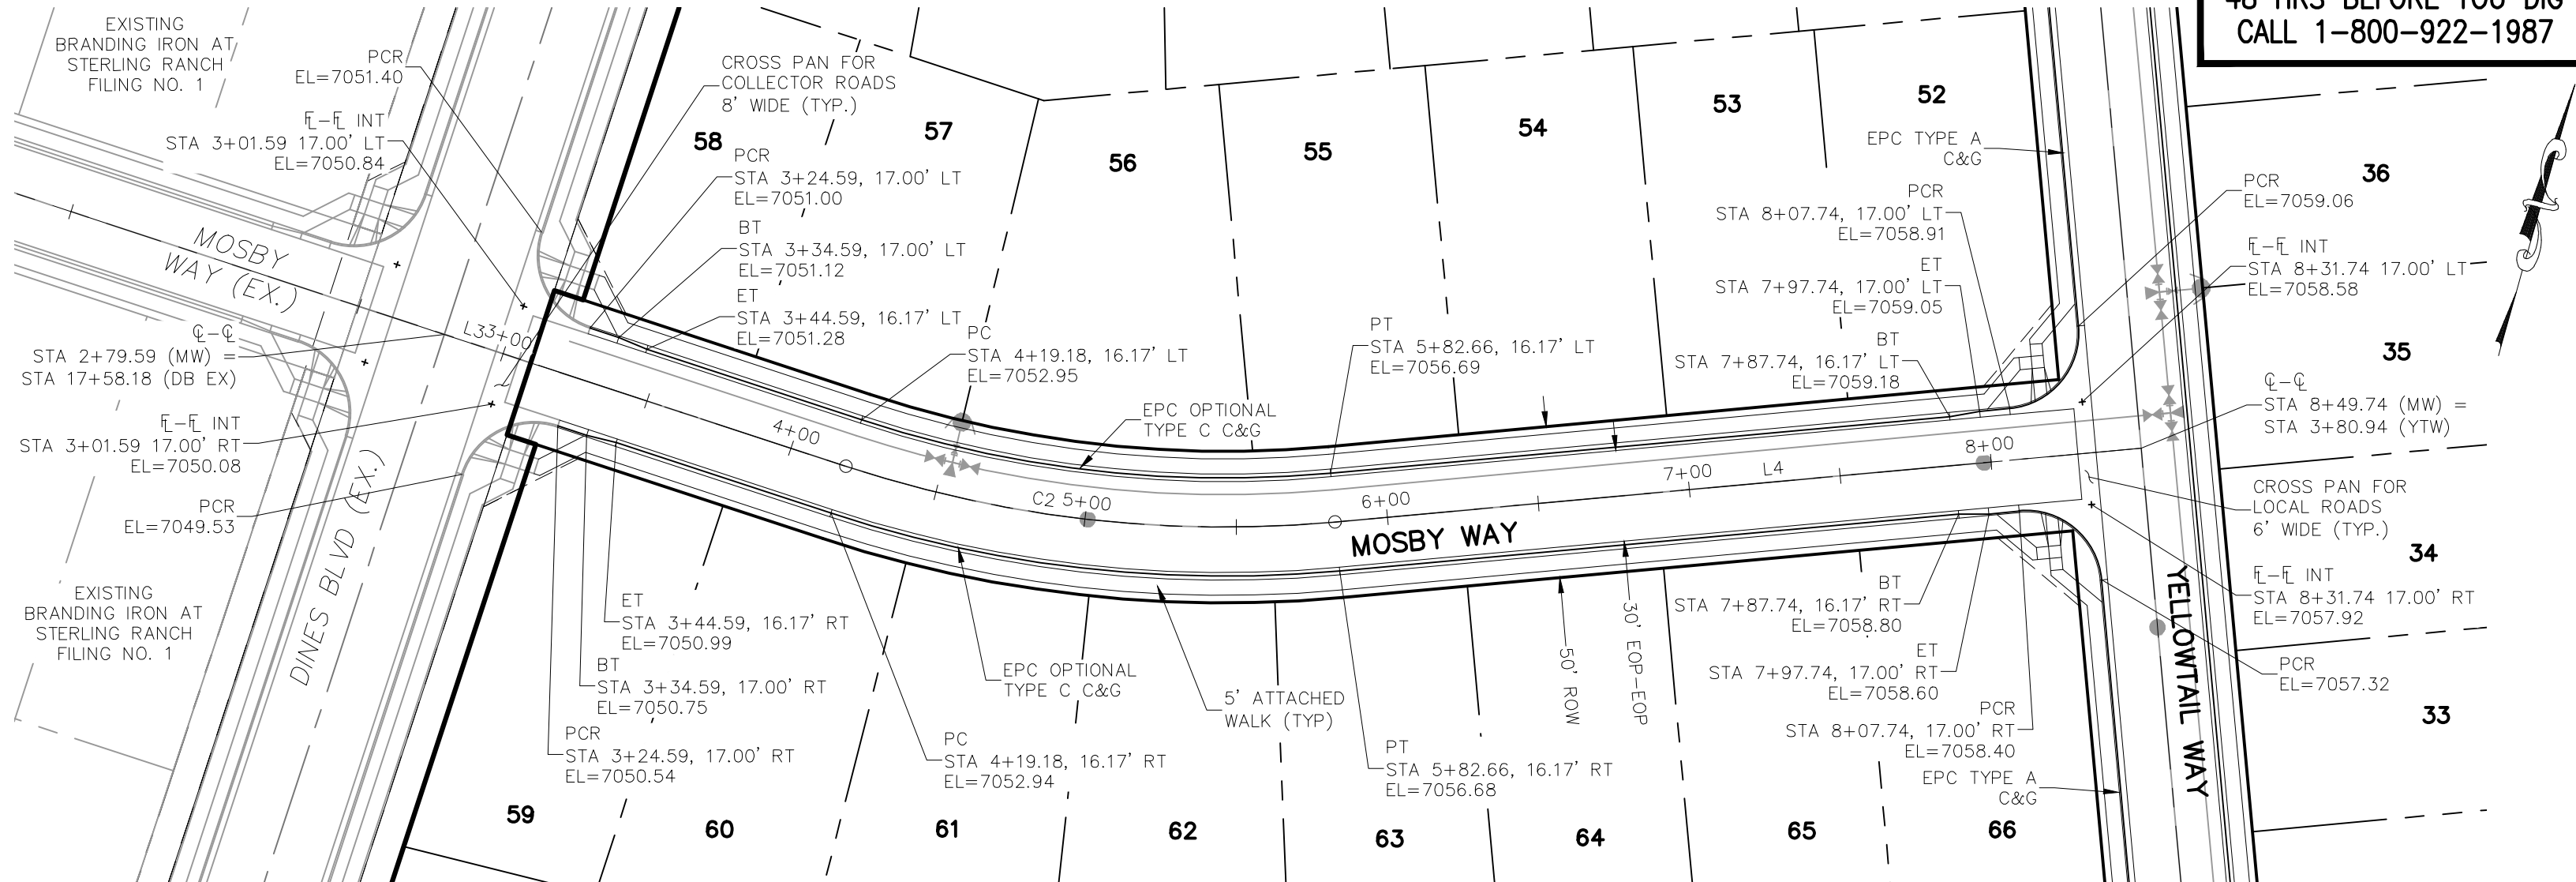 48 HRS BEFORE YOU DIG
CALL 1-800-922-1987
EXISTING
BRANDING IRON AT
STERLING RANCH
FILING NO. 1
PCR
EL=7051.40
FL-FL INT
STA 3+01.59 17.00' LT
EL=7050.84
MOSBY
WAY (EX.)
CL-CL
STA 2+79.59 (MW) =
STA 17+58.18 (DB EX)
FL-FL INT
STA 3+01.59 17.00' RT
EL=7050.08
PCR
EL=7049.53
EXISTING
BRANDING IRON AT
STERLING RANCH
FILING NO. 1
DINES BLVD (EX.)
CROSS PAN FOR
COLLECTOR ROADS
8' WIDE (TYP.)
58
57
56
55
54
53
52
PCR
STA 3+24.59, 17.00' LT
EL=7051.00
BT
STA 3+34.59, 17.00' LT
EL=7051.12
ET
STA 3+44.59, 16.17' LT
EL=7051.28
PC
STA 4+19.18, 16.17' LT
EL=7052.95
EPC OPTIONAL
TYPE C C&G
PT
STA 5+82.66, 16.17' LT
EL=7056.69
EPC TYPE A
C&G
PCR
STA 8+07.74, 17.00' LT
EL=7058.91
ET
STA 7+97.74, 17.00' LT
EL=7059.05
BT
STA 7+87.74, 16.17' LT
EL=7059.18
PCR
EL=7059.06
36
FL-FL INT
STA 8+31.74 17.00' LT
EL=7058.58
35
CL-CL
STA 8+49.74 (MW) =
STA 3+80.94 (YTW)
CROSS PAN FOR
LOCAL ROADS
6' WIDE (TYP.)
34
FL-FL INT
STA 8+31.74 17.00' RT
EL=7057.92
PCR
EL=7057.32
33
L3
3+00
4+00
C2
5+00
6+00
7+00
L4
8+00
MOSBY WAY
YELLOWTAIL WAY
ET
STA 3+44.59, 16.17' RT
EL=7050.99
BT
STA 3+34.59, 17.00' RT
EL=7050.75
PCR
STA 3+24.59, 17.00' RT
EL=7050.54
EPC OPTIONAL
TYPE C C&G
PC
STA 4+19.18, 16.17' RT
EL=7052.94
5' ATTACHED
WALK (TYP)
PT
STA 5+82.66, 16.17' RT
EL=7056.68
50' ROW
30' EOP-EOP
BT
STA 7+87.74, 16.17' RT
EL=7058.80
ET
STA 7+97.74, 17.00' RT
EL=7058.60
PCR
STA 8+07.74, 17.00' RT
EL=7058.40
EPC TYPE A
C&G
59
60
61
62
63
64
65
66